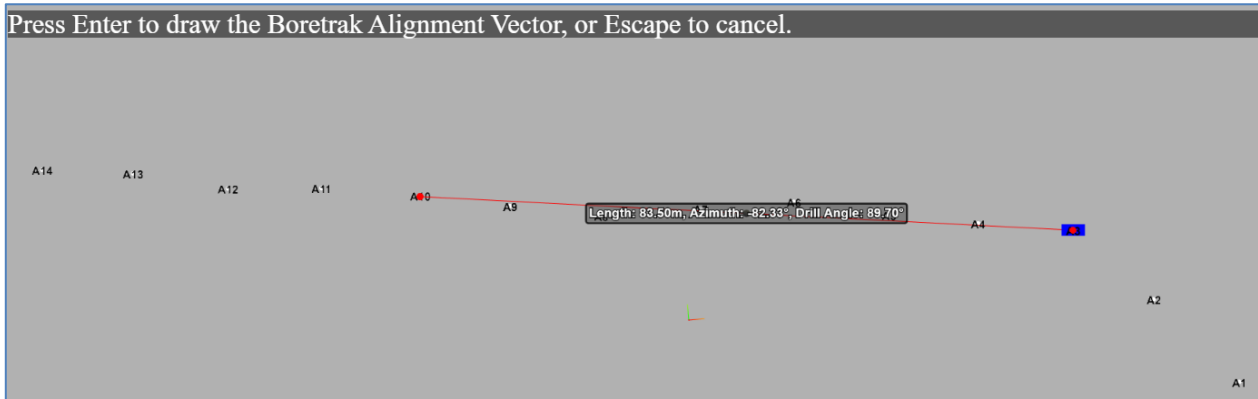 Press Enter to draw the Boretrak Alignment Vector, or Escape to cancel.
A14
A13
A12
A11
A10
A9
A6
Length: 83.50m, Azimuth: -82.33°, Drill Angle: 89.70°
A4
A2
A1